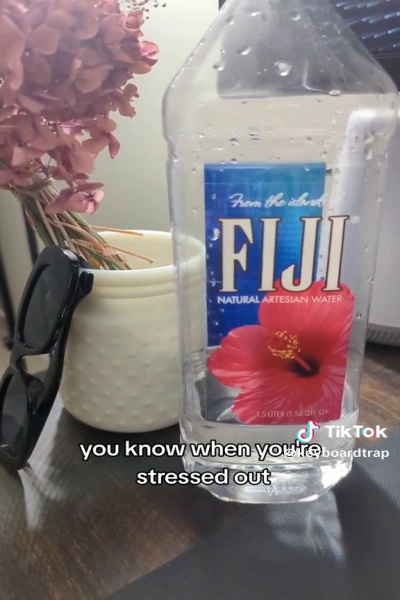 From the islands
FIJI
NATURAL ARTESIAN WATER
1.5 LITER (1.58 QT)
TikTok
you know when you're
stressed out